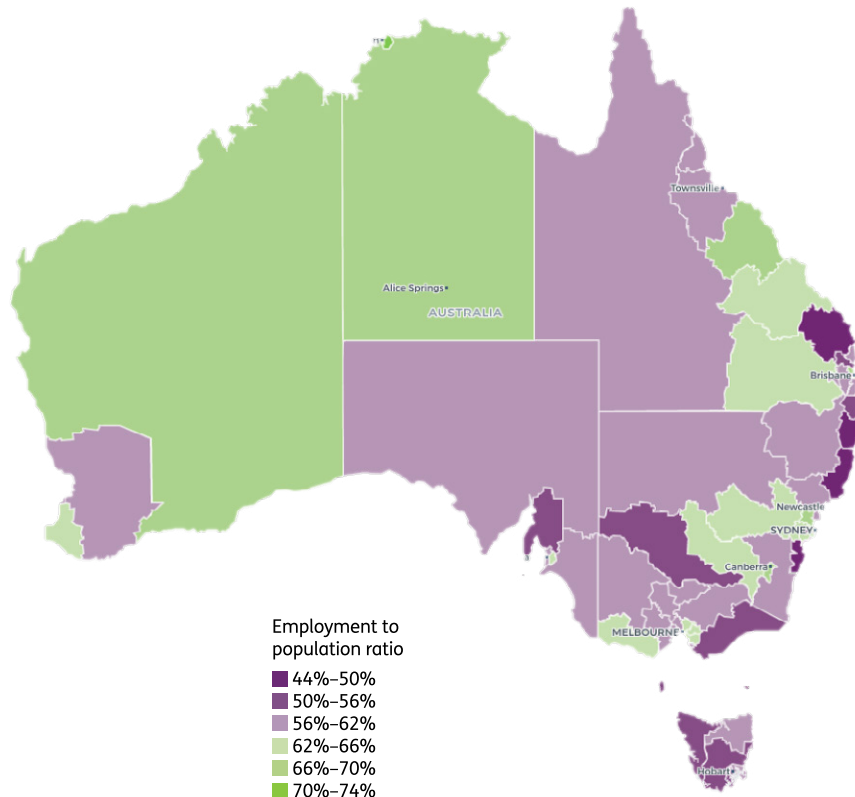 Townsville
Alice Springs
AUSTRALIA
Brisbane
Newcastle
SYDNEY
Canberra
MELBOURNE
Employment to
population ratio
44%–50%
50%–56%
56%–62%
62%–66%
66%–70%
70%–74%
Hobart